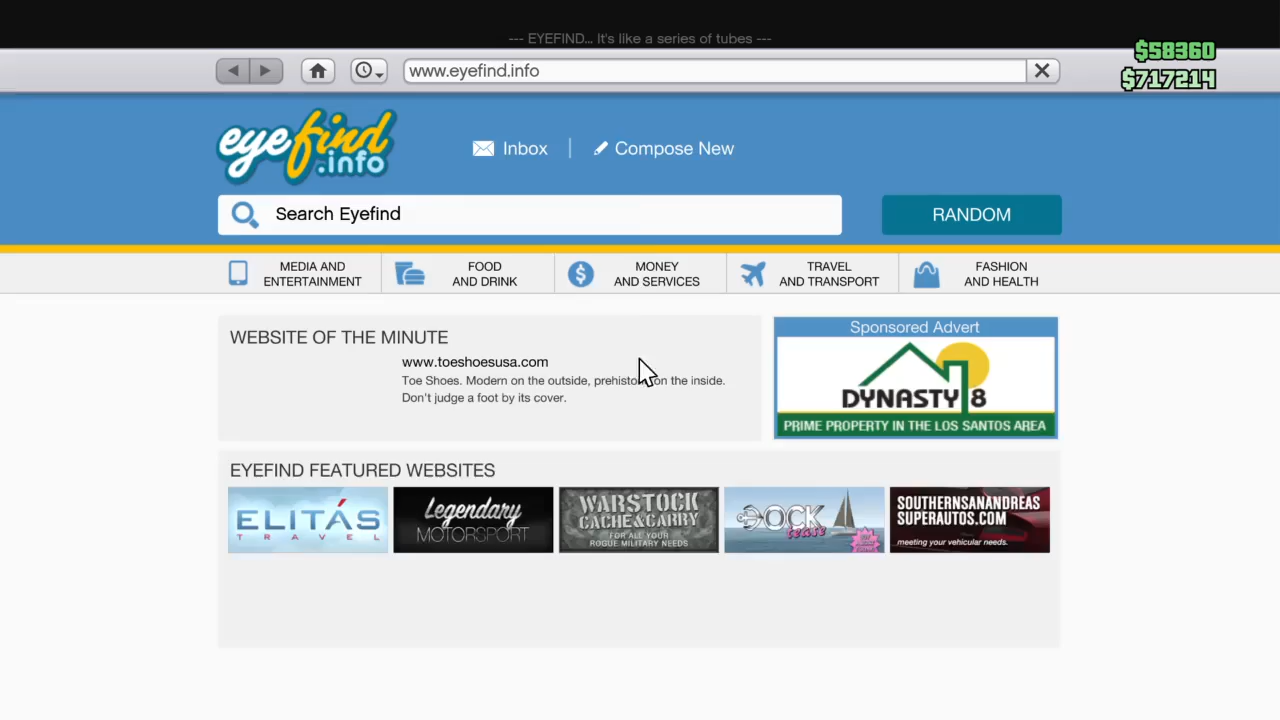 --- EYEFIND... It's like a series of tubes ---
$58360
www.eyefind.info
$717214
eyefind
.info
Inbox
Compose New
Search Eyefind
RANDOM
MEDIA AND
ENTERTAINMENT
FOOD
AND DRINK
MONEY
AND SERVICES
TRAVEL
AND TRANSPORT
FASHION
AND HEALTH
WEBSITE OF THE MINUTE
www.toeshoesusa.com
Toe Shoes. Modern on the outside, on the inside.
Don't judge a foot by its cover.
Sponsored Advert
DYNASTY 8
PRIME PROPERTY IN THE LOS SANTOS AREA
EYEFIND FEATURED WEBSITES
ELITÁS
TRAVEL
Legendary
MOTORSPORT
WARSTOCK
CACHE & CARRY
FOR ALL YOUR
ROGUE MILITARY NEEDS
DOCK
tease
SOUTHERNSANANDREAS
SUPERAUTOS.COM
meeting your vehicular needs.